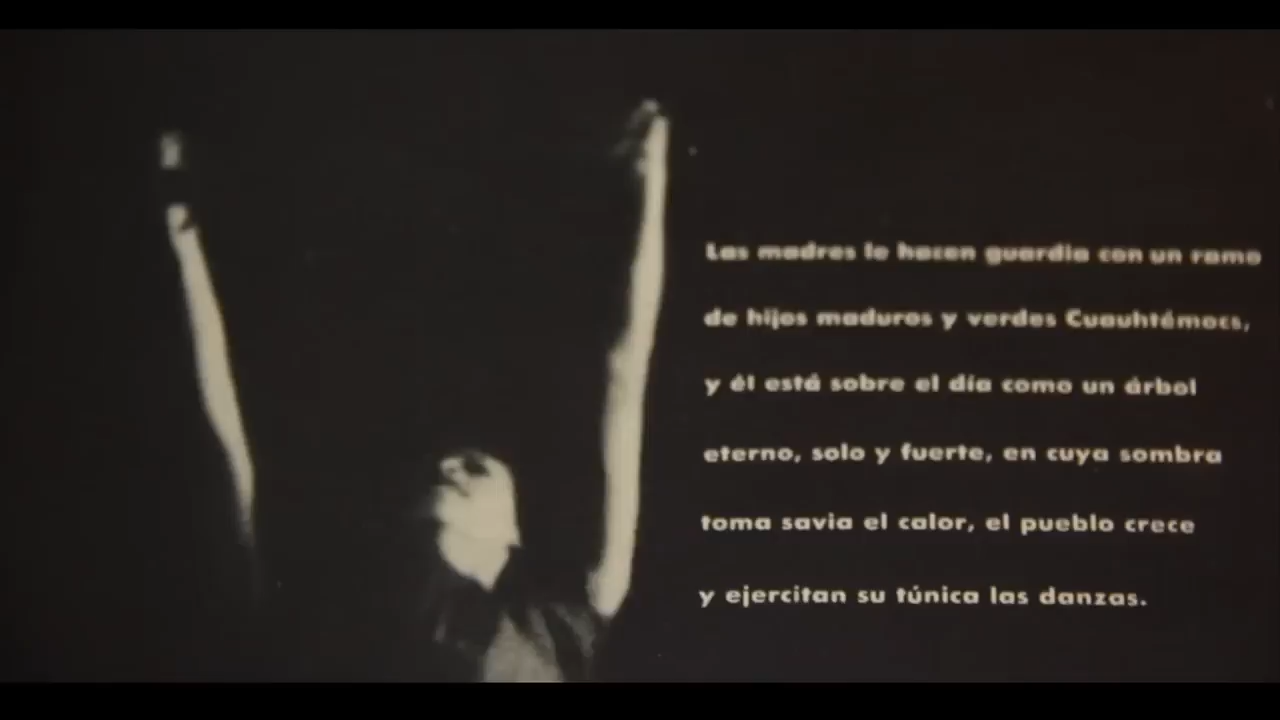 Las madres le hacen guardia con un ramo
de hijos maduros y verdes Cuauhtémocs,
y él está sobre el día como un árbol
eterno, solo y fuerte, en cuya sombra
toma savia el calor, el pueblo crece
y ejercitan su túnica las danzas.